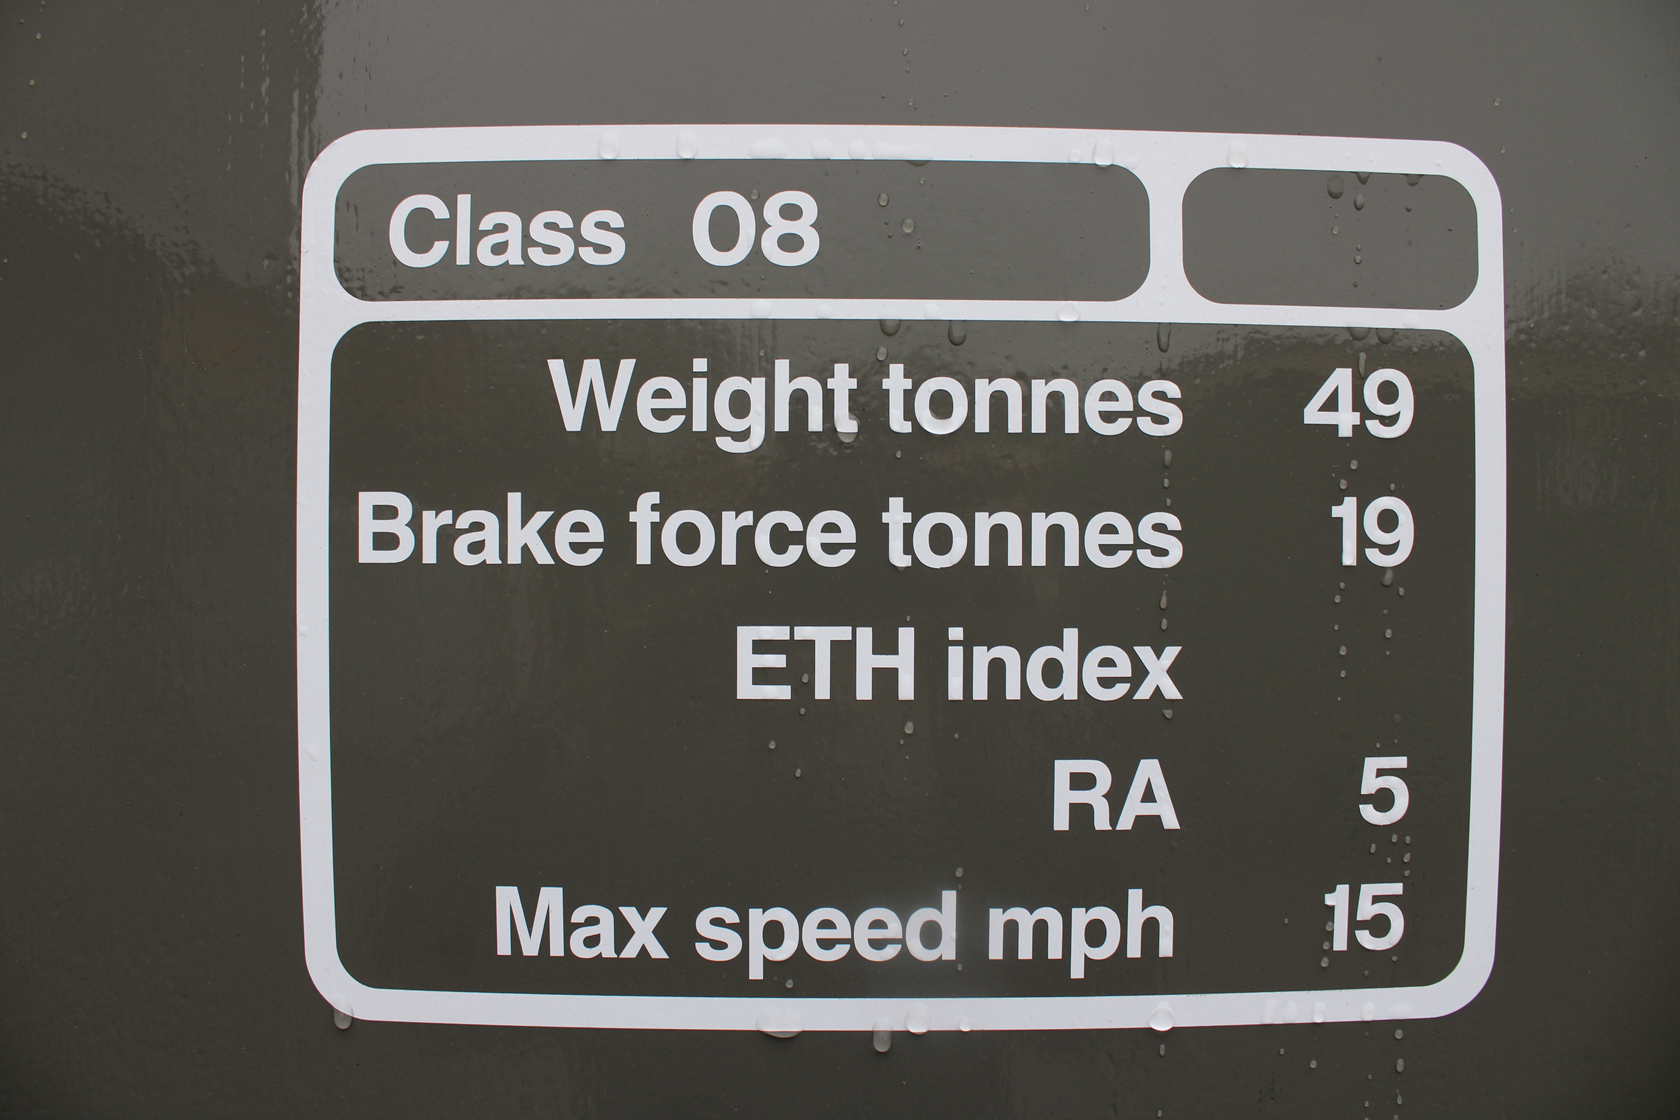 Class 08
Weight tonnes 49
Brake force tonnes 19
ETH index
RA 5
Max speed mph 15